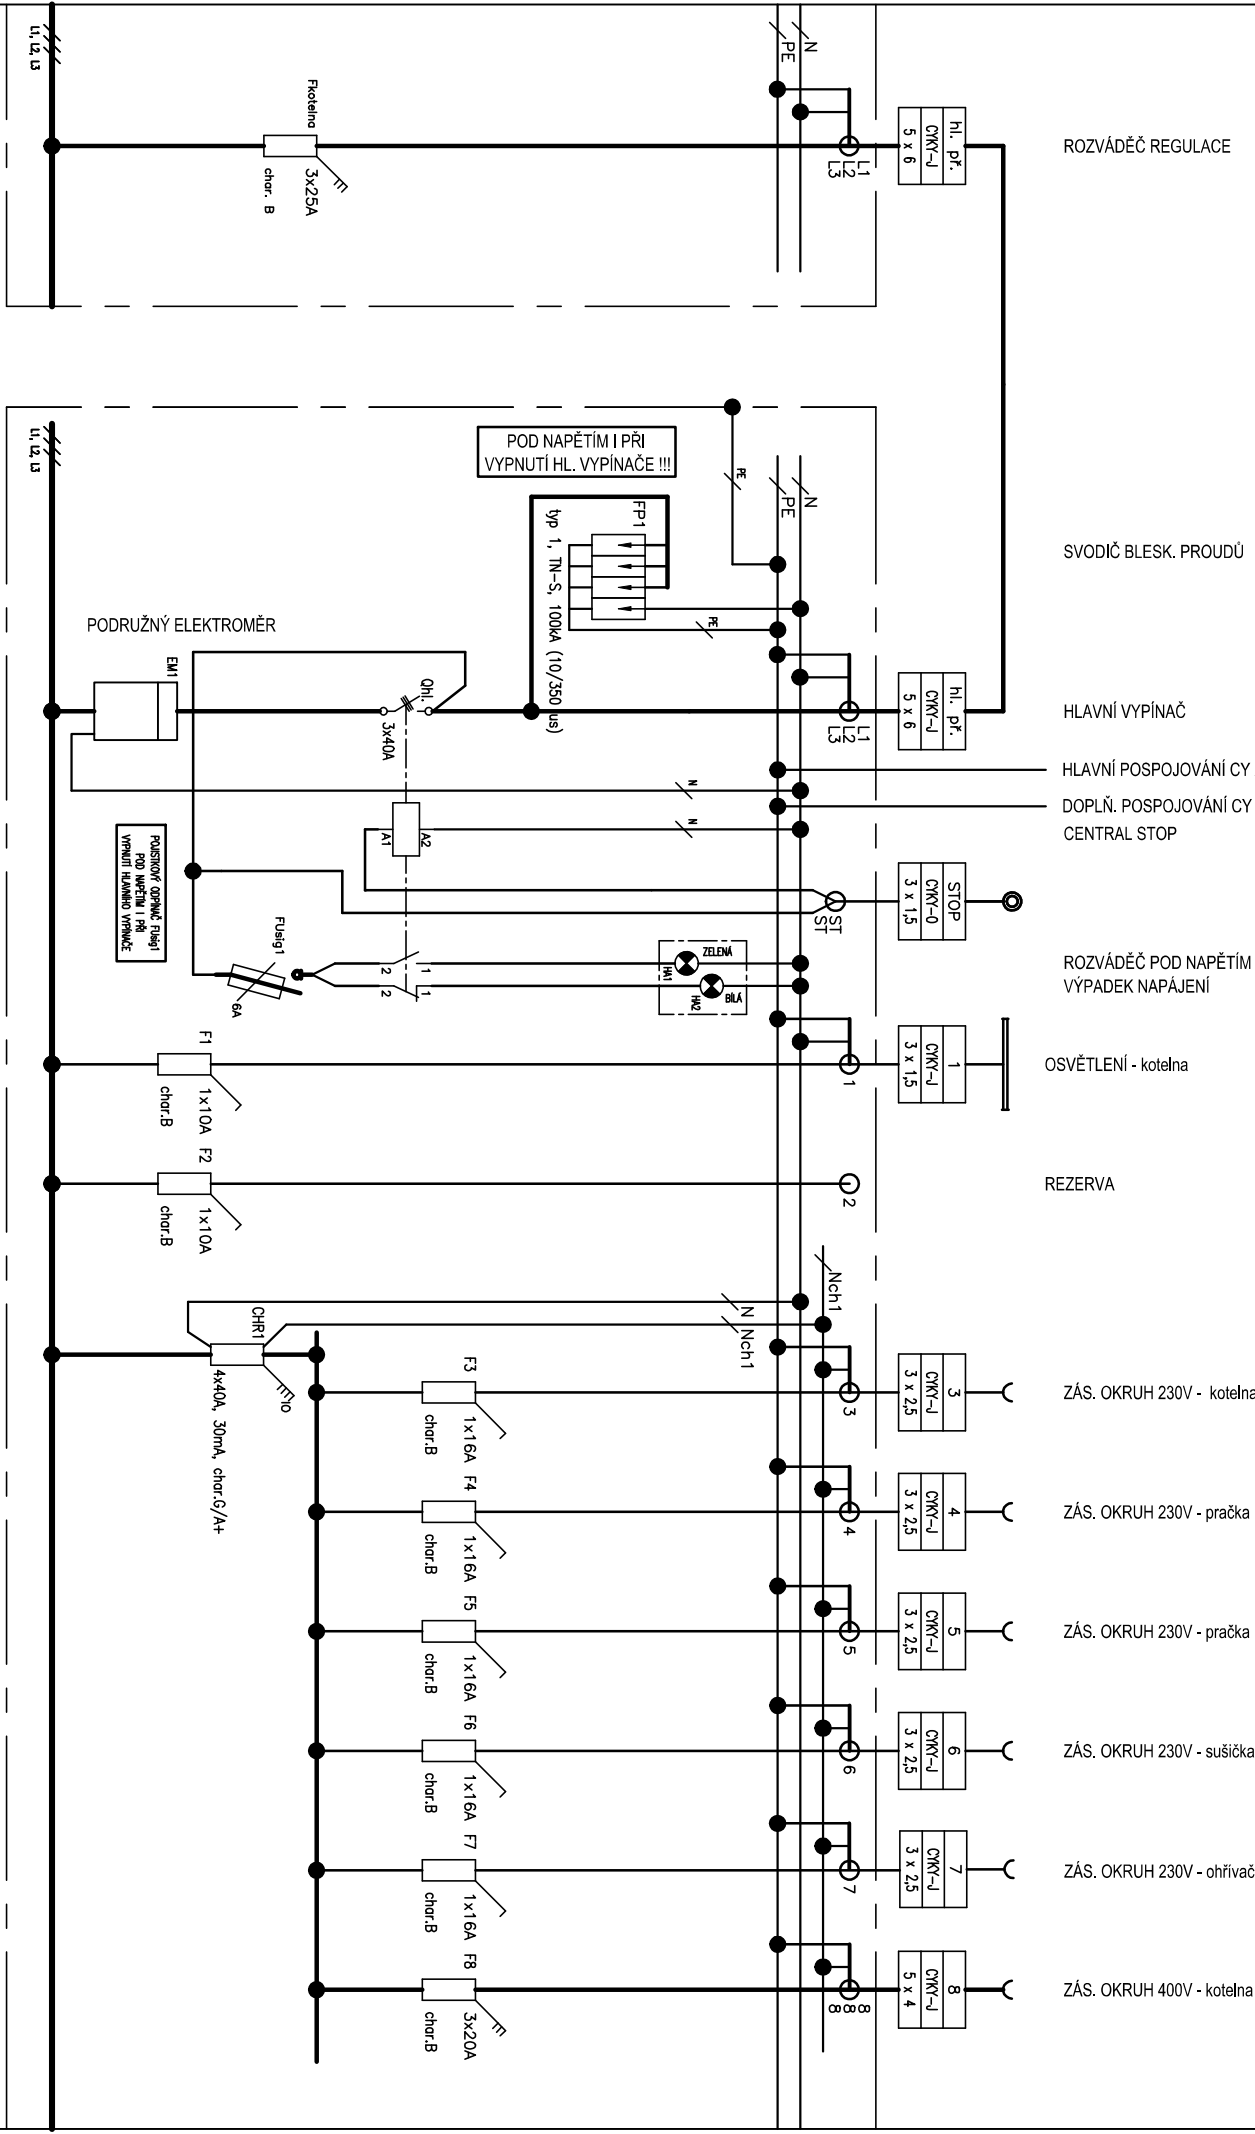 L1, L2, L3
Fkotelna
3x25A
char. B
N
PE
L1
L2
L3
hl. př.
CYKY-J
5 x 6
ROZVÁDĚČ REGULACE
L1, L2, L3
POD NAPĚTÍM I PŘI
VYPNUTÍ HL. VYPÍNAČE !!!
PE
N
PE
FP1
typ 1, TN-S, 100kA (10/350 us)
PE
SVODIČ BLESK. PROUDŮ
PODRUŽNÝ ELEKTROMĚR
EM1
Qhl.
3x40A
L1
L2
L3
hl. př.
CYKY-J
5 x 6
HLAVNÍ VYPÍNAČ
HLAVNÍ POSPOJOVÁNÍ CY
N
DOPLŇ. POSPOJOVÁNÍ CY
A1
A2
N
CENTRAL STOP
POJISTKOVÝ ODPÍNAČ FUsig1
POD NAPĚTÍM I PŘI
VYPNUTÍ HLAVNÍHO VYPÍNAČE
ST
ST
STOP
CYKY-O
3 x 1,5
FUsig1
6A
2
1
2
1
ZELENÁ
HA1
BÍLÁ
HA2
ROZVÁDĚČ POD NAPĚTÍM
VÝPADEK NAPÁJENÍ
F1
1x10A
char.B
1
1
CYKY-J
3 x 1,5
OSVĚTLENÍ - kotelna
F2
1x10A
char.B
2
REZERVA
Nch1
N
Nch1
CHR1
IO
4x40A, 30mA, char.G/A+
F3
1x16A
char.B
3
3
CYKY-J
3 x 2,5
ZÁS. OKRUH 230V - kotelna
F4
1x16A
char.B
4
4
CYKY-J
3 x 2,5
ZÁS. OKRUH 230V - pračka
F5
1x16A
char.B
5
5
CYKY-J
3 x 2,5
ZÁS. OKRUH 230V - pračka
F6
1x16A
char.B
6
6
CYKY-J
3 x 2,5
ZÁS. OKRUH 230V - sušička
F7
1x16A
char.B
7
7
CYKY-J
3 x 2,5
ZÁS. OKRUH 230V - ohřívač
F8
3x20A
char.B
8
8
8
8
CYKY-J
5 x 4
ZÁS. OKRUH 400V - kotelna